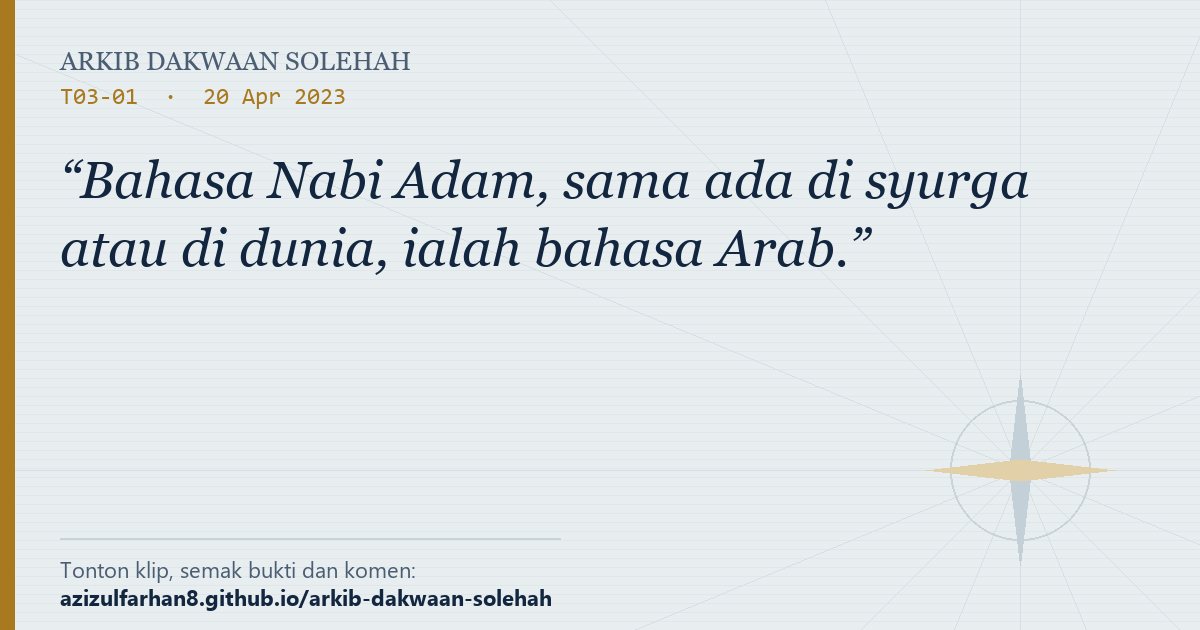 ARKIB DAKWAAN SOLEHAH
T03-01 · 20 Apr 2023
“Bahasa Nabi Adam, sama ada di syurga
atau di dunia, ialah bahasa Arab.”
Tonton klip, semak bukti dan komen:
azizulfarhan8.github.io/arkib-dakwaan-solehah